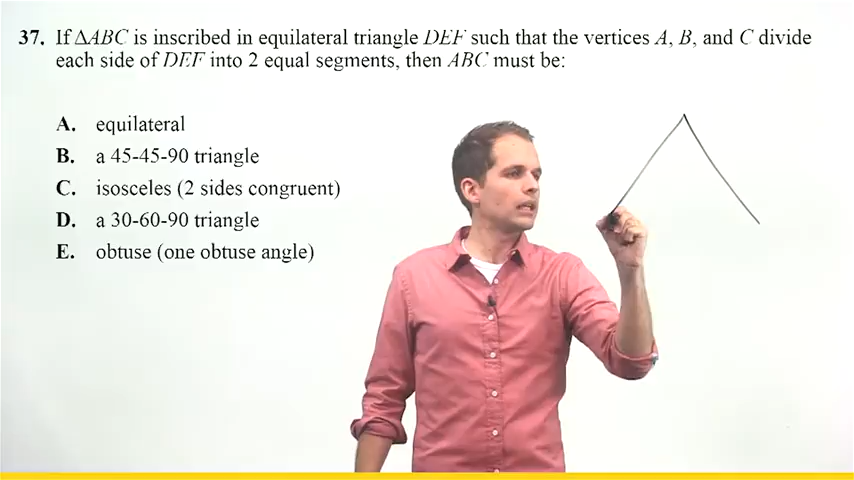 37. If ΔABC is inscribed in equilateral triangle DEF such that the vertices A, B, and C divide
each side of DEF into 2 equal segments, then ABC must be:
A. equilateral
B. a 45-45-90 triangle
C. isosceles (2 sides congruent)
D. a 30-60-90 triangle
E. obtuse (one obtuse angle)